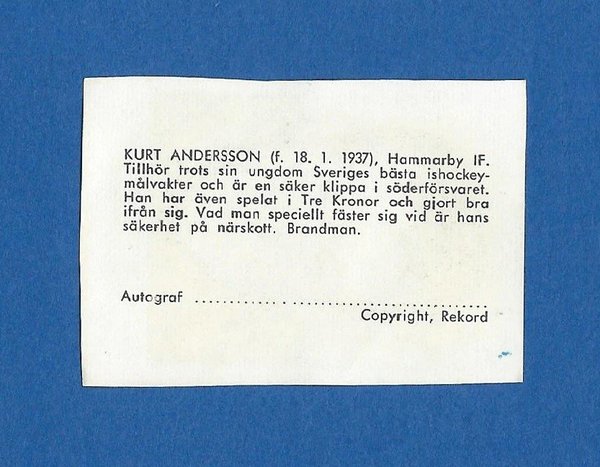 KURT ANDERSSON (f. 18. 1. 1937), Hammarby IF.
Tillhör trots sin ungdom Sveriges bästa ishockey-
målvakter och är en säker klippa i söderförsvaret.
Han har även spelat i Tre Kronor och gjort bra
ifrån sig. Vad man speciellt fäster sig vid är hans
säkerhet på närskott. Brandman.
Autograf ........................................
Copyright, Rekord